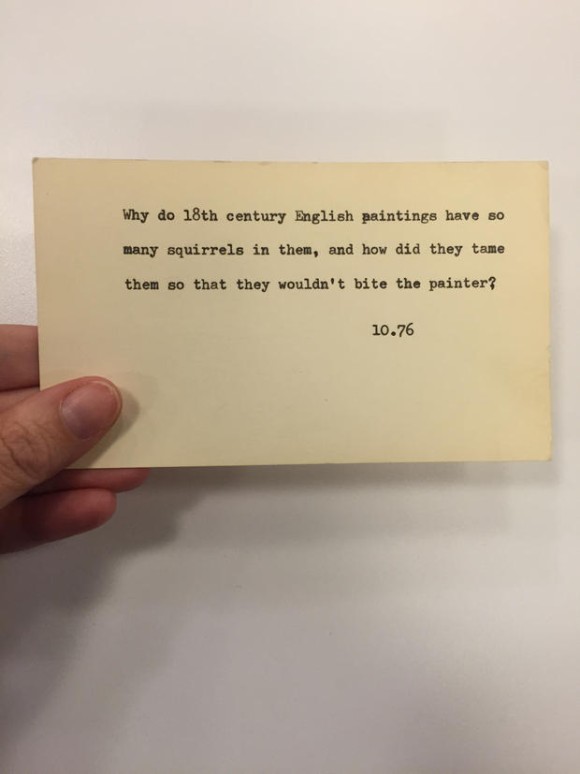 Why do 18th century English paintings have so
many squirrels in them, and how did they tame
them so that they wouldn't bite the painter?
10.76